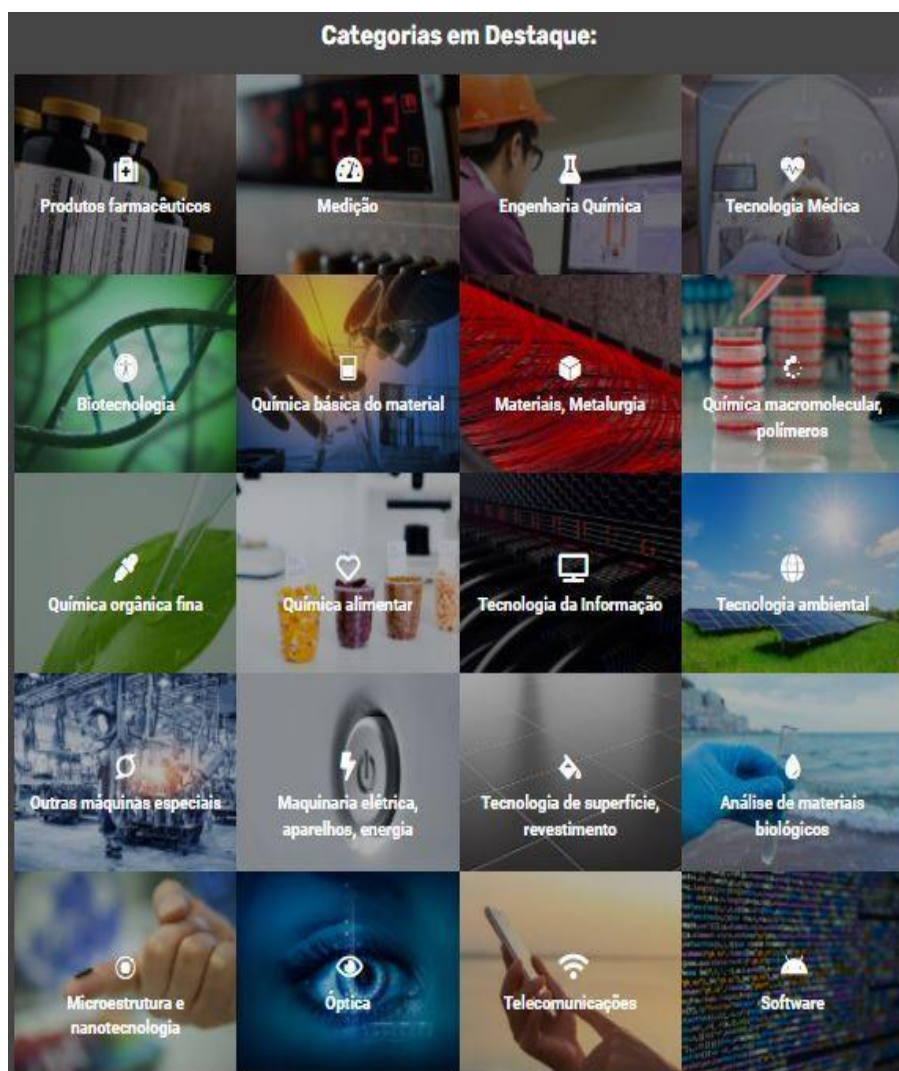 Categorias em Destaque:
Produtos farmacêuticos
Medição
Engenharia Química
Tecnologia Médica
Biotecnologia
Química básica do material
Materiais, Metalurgia
Química macromolecular,
polímeros
Química orgânica fina
Química alimentar
Tecnologia da Informação
Tecnologia ambiental
Outras máquinas especiais
Maquinaria elétrica,
aparelhos, energia
Tecnologia de superfície,
revestimento
Análise de materiais
biológicos
Microestrutura e
nanotecnologia
Óptica
Telecomunicações
Software